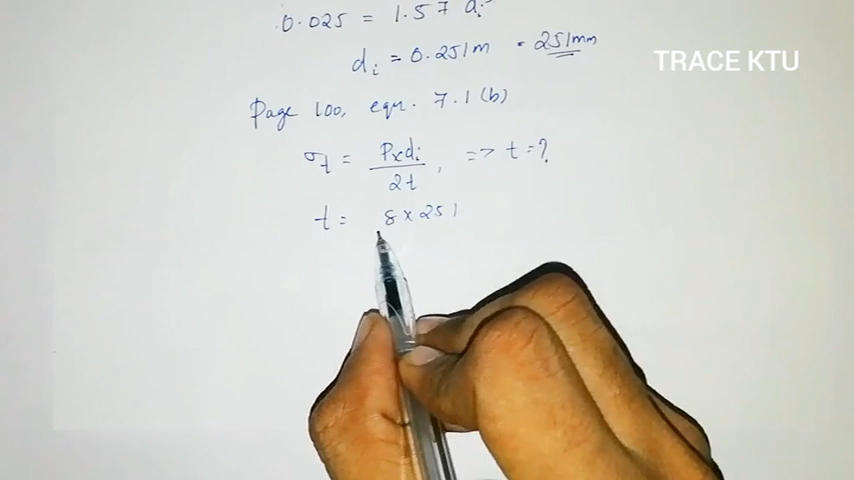 0.025 = 1.57 di²
di = 0.251m = 251mm
TRACE KTU
Page 100, eqn. 7.1(b)
σt = P×di / 2t , => t = ?
t = 8 × 251